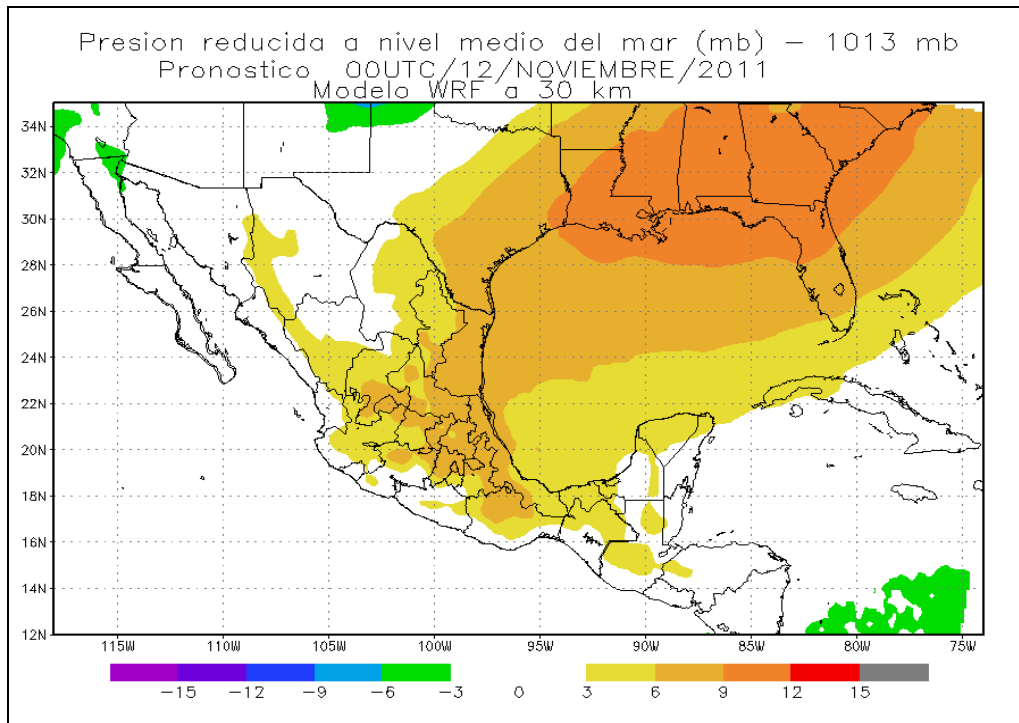 Presion reducida a nivel medio del mar (mb) – 1013 mb
Pronostico 00UTC/12/NOVIEMBRE/2011
Modelo WRF a 30 km
34N
32N
30N
28N
26N
24N
22N
20N
18N
16N
14N
12N
115W 110W 105W 100W 95W 90W 85W 80W 75W
−15 −12 −9 −6 −3 0 3 6 9 12 15